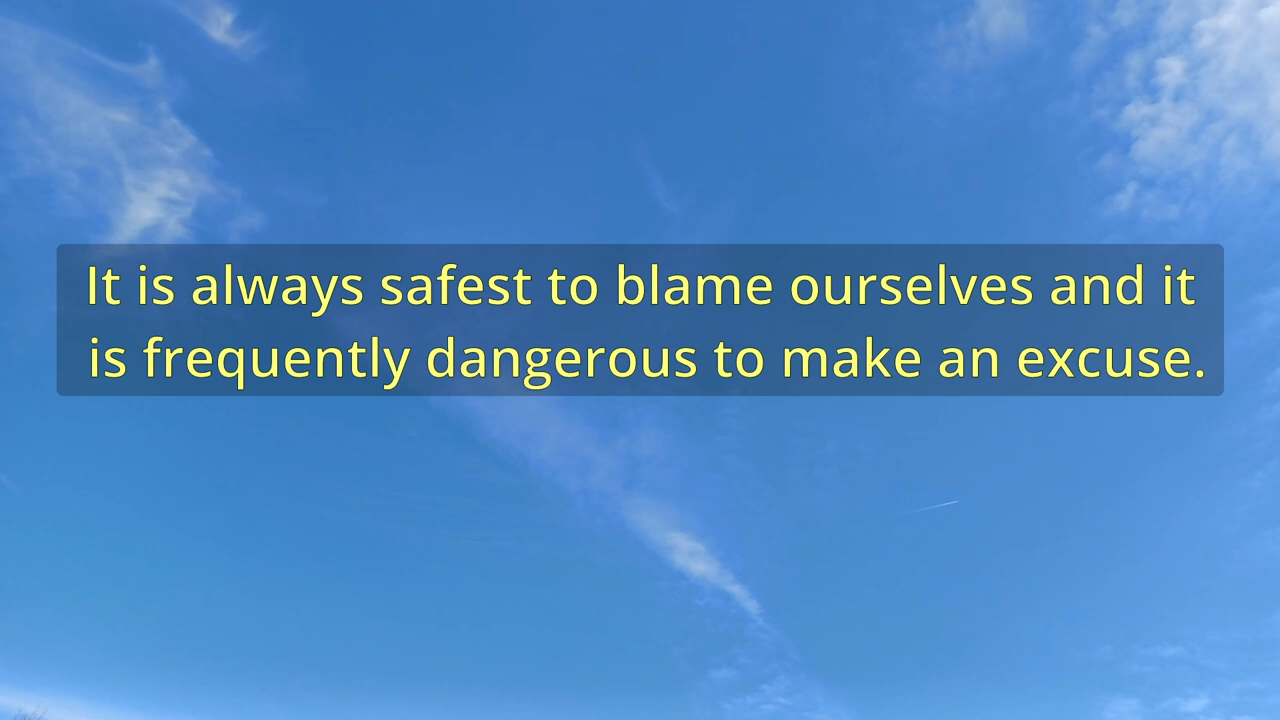 It is always safest to blame ourselves and it
is frequently dangerous to make an excuse.